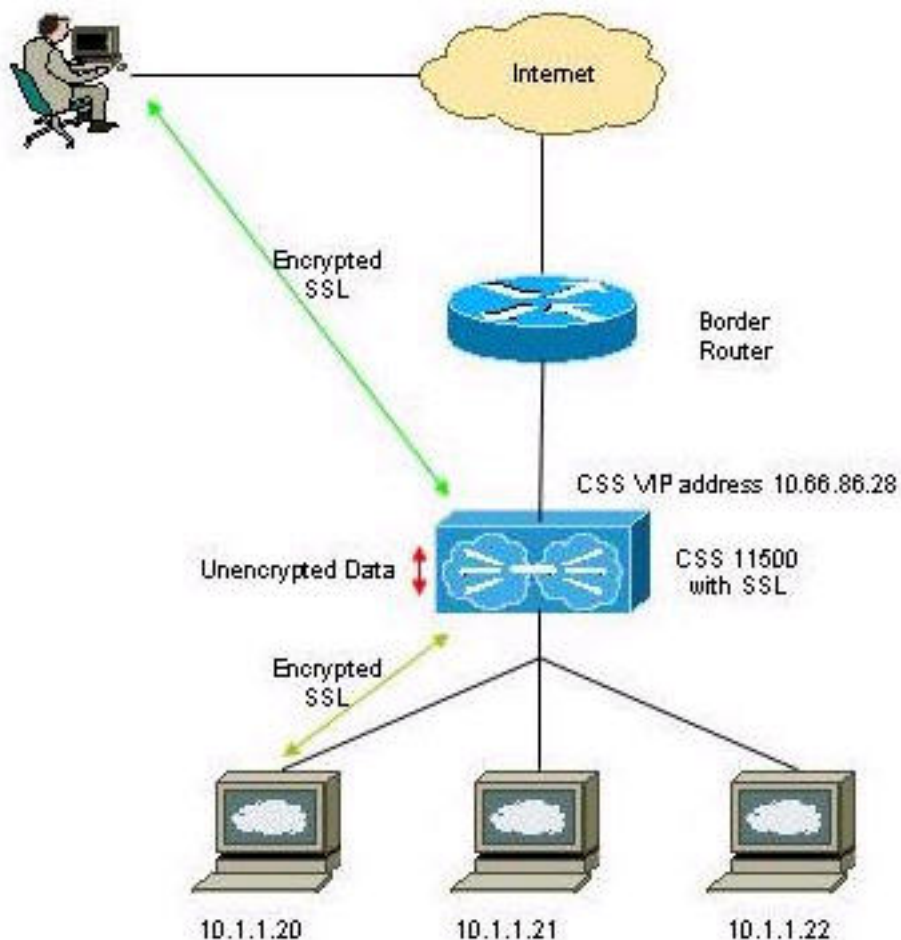 Internet
Encrypted
SSL
Border
Router
CSS VIP address 10.66.86.28
Unencrypted Data
CSS 11500
with SSL
Encrypted
SSL
10.1.1.20
10.1.1.21
10.1.1.22